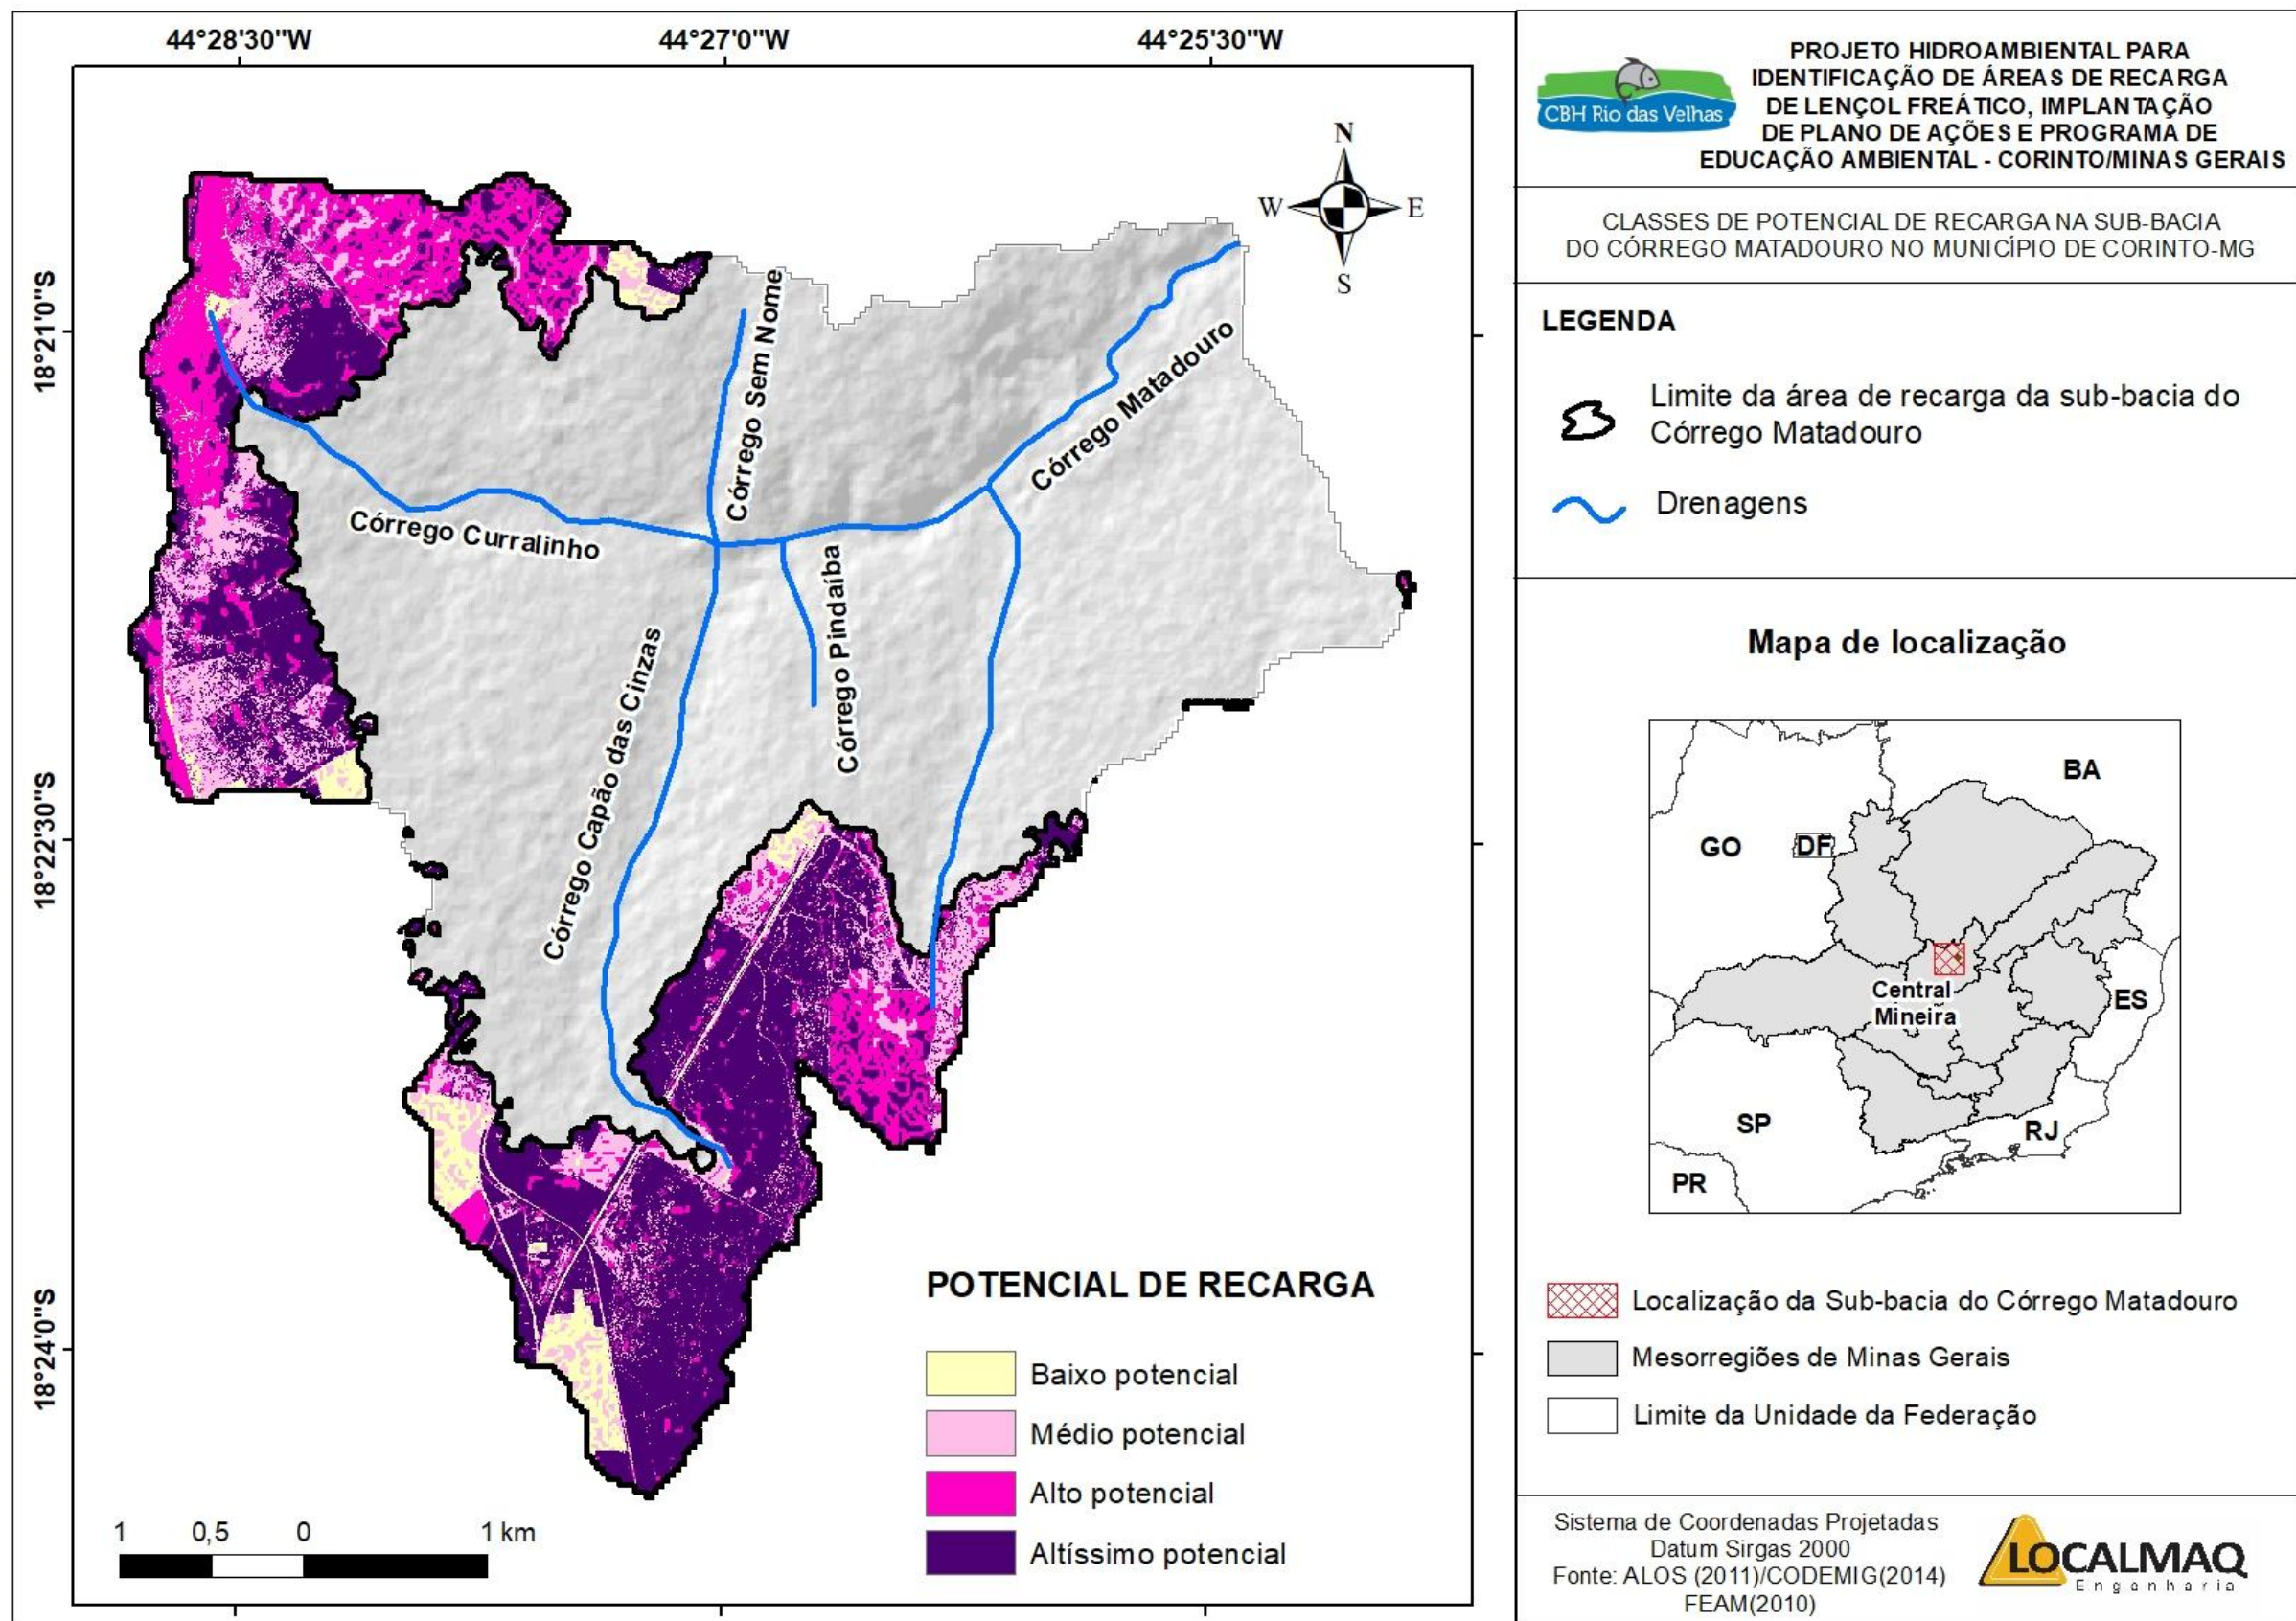 44°28'30"W
44°27'0"W
44°25'30"W
18°21'0"S
18°22'30"S
18°24'0"S
N
W
E
S
Córrego Sem Nome
Córrego Matadouro
Córrego Curralinho
Córrego Pindaíba
Córrego Capão das Cinzas
POTENCIAL DE RECARGA
Baixo potencial
Médio potencial
Alto potencial
Altíssimo potencial
1 0,5 0 1 km
CBH Rio das Velhas
PROJETO HIDROAMBIENTAL PARA
IDENTIFICAÇÃO DE ÁREAS DE RECARGA
DE LENÇOL FREÁTICO, IMPLANTAÇÃO
DE PLANO DE AÇÕES E PROGRAMA DE
EDUCAÇÃO AMBIENTAL - CORINTO/MINAS GERAIS
CLASSES DE POTENCIAL DE RECARGA NA SUB-BACIA
DO CÓRREGO MATADOURO NO MUNICÍPIO DE CORINTO-MG
LEGENDA
Limite da área de recarga da sub-bacia do
Córrego Matadouro
Drenagens
Mapa de localização
BA
GO
DF
Central
Mineira
ES
SP
RJ
PR
Localização da Sub-bacia do Córrego Matadouro
Mesorregiões de Minas Gerais
Limite da Unidade da Federação
Sistema de Coordenadas Projetadas
Datum Sirgas 2000
Fonte: ALOS (2011)/CODEMIG(2014)
FEAM(2010)
LOCALMAQ
Engenharia